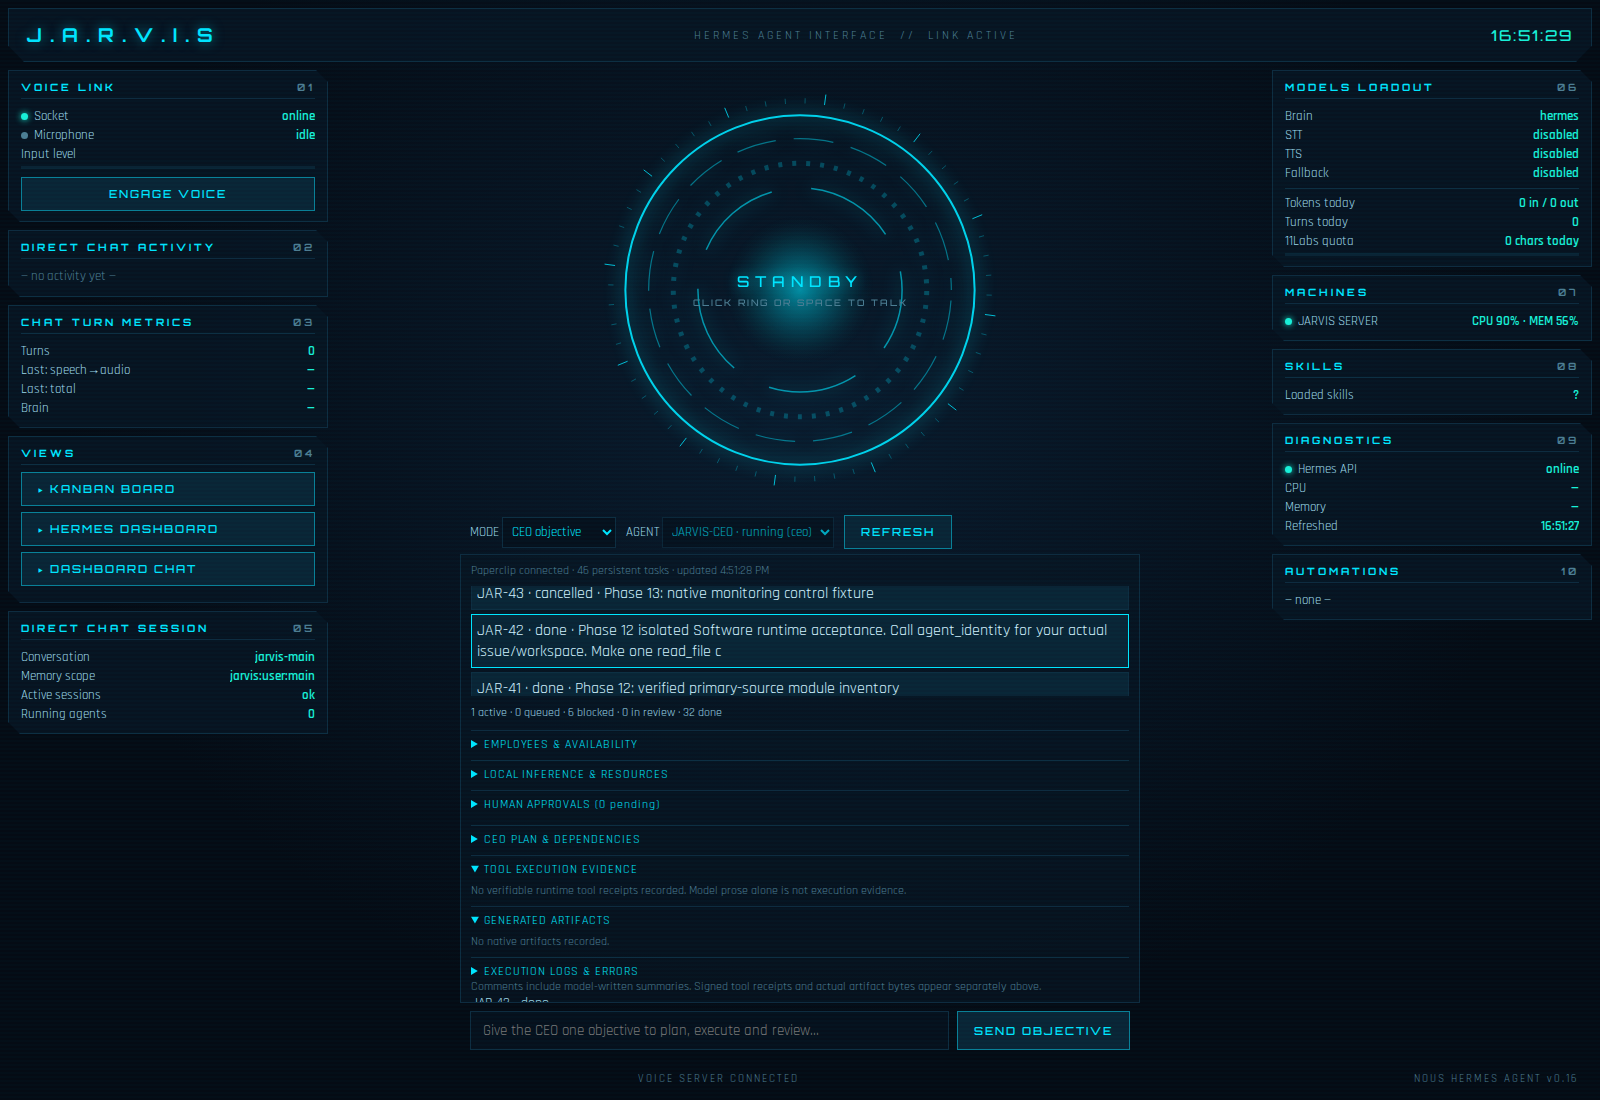 J.A.R.V.I.S
HERMES AGENT INTERFACE // LINK ACTIVE
16:51:29
VOICE LINK 01
Socket online
Microphone idle
Input level
ENGAGE VOICE
DIRECT CHAT ACTIVITY 02
— no activity yet —
CHAT TURN METRICS 03
Turns 0
Last: speech→audio —
Last: total —
Brain —
VIEWS 04
▸ KANBAN BOARD
▸ HERMES DASHBOARD
▸ DASHBOARD CHAT
DIRECT CHAT SESSION 05
Conversation jarvis-main
Memory scope jarvis:user:main
Active sessions ok
Running agents 0
STANDBY
CLICK RING OR SPACE TO TALK
MODE CEO objective AGENT JARVIS-CEO · running (ceo) REFRESH
Paperclip connected · 46 persistent tasks · updated 4:51:28 PM
JAR-43 · cancelled · Phase 13: native monitoring control fixture
JAR-42 · done · Phase 12 isolated Software runtime acceptance. Call agent_identity for your actual
issue/workspace. Make one read_file c
JAR-41 · done · Phase 12: verified primary-source module inventory
1 active · 0 queued · 6 blocked · 0 in review · 32 done
▶ EMPLOYEES & AVAILABILITY
▶ LOCAL INFERENCE & RESOURCES
▶ HUMAN APPROVALS (0 pending)
▶ CEO PLAN & DEPENDENCIES
▼ TOOL EXECUTION EVIDENCE
No verifiable runtime tool receipts recorded. Model prose alone is not execution evidence.
▼ GENERATED ARTIFACTS
No native artifacts recorded.
▶ EXECUTION LOGS & ERRORS
Comments include model-written summaries. Signed tool receipts and actual artifact bytes appear separately above.
JAR-42 · done
Give the CEO one objective to plan, execute and review...
SEND OBJECTIVE
MODELS LOADOUT 06
Brain hermes
STT disabled
TTS disabled
Fallback disabled
Tokens today 0 in / 0 out
Turns today 0
11Labs quota 0 chars today
MACHINES 07
JARVIS SERVER CPU 90% · MEM 56%
SKILLS 08
Loaded skills ?
DIAGNOSTICS 09
Hermes API online
CPU —
Memory —
Refreshed 16:51:27
AUTOMATIONS 10
— none —
VOICE SERVER CONNECTED
NOUS HERMES AGENT v0.16